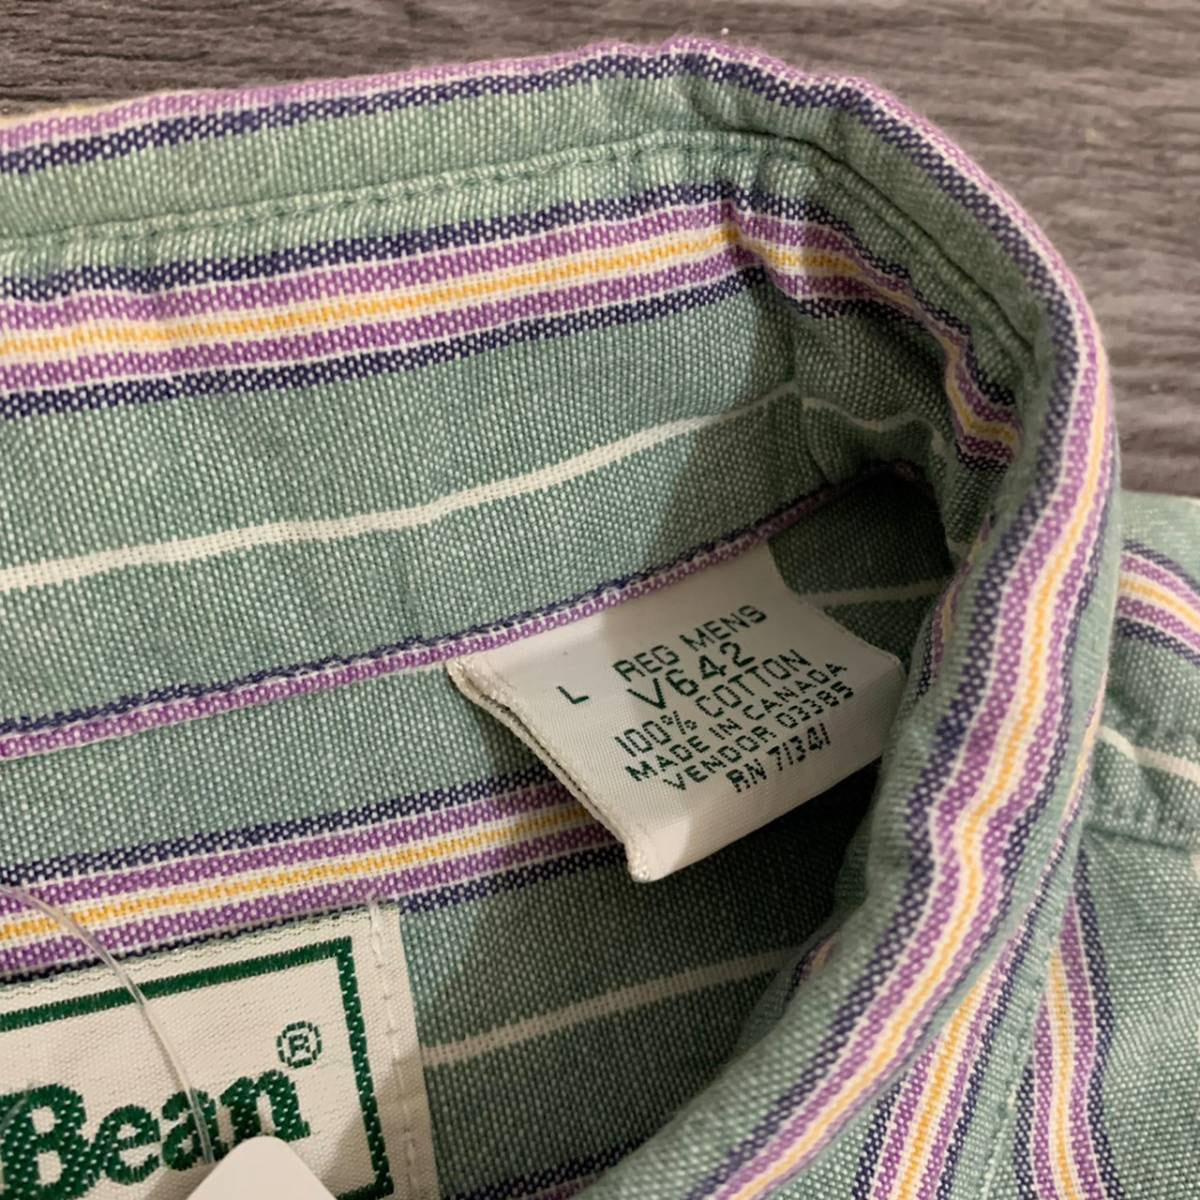 L REG MENS
V642
100% COTTON
MADE IN CANADA
VENDOR 03385
RN 71341
Bean®